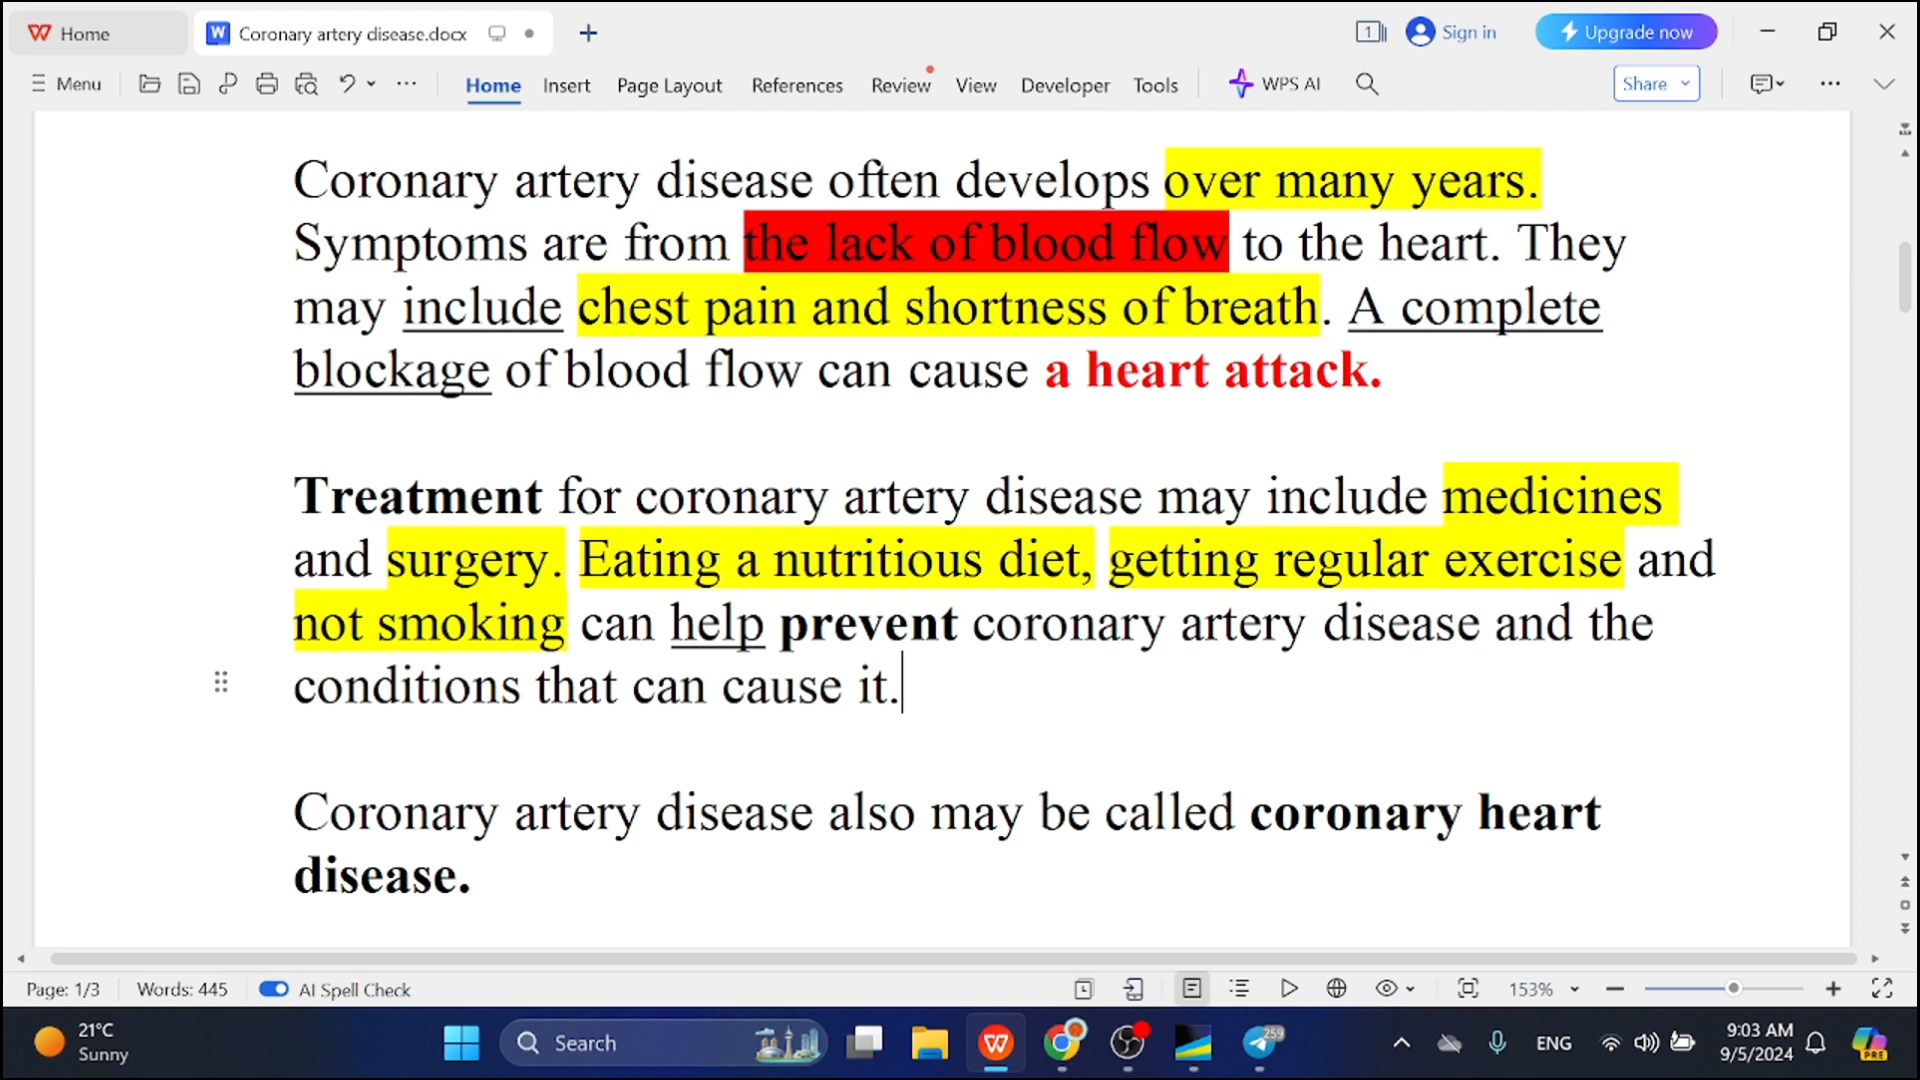 Home
Coronary artery disease.docx
1
Sign in
Upgrade now
Menu
Home Insert Page Layout References Review View Developer Tools
WPS AI
Share
Coronary artery disease often develops over many years.
Symptoms are from the lack of blood flow to the heart. They
may include chest pain and shortness of breath. A complete
blockage of blood flow can cause a heart attack.
Treatment for coronary artery disease may include medicines
and surgery. Eating a nutritious diet, getting regular exercise and
not smoking can help prevent coronary artery disease and the
conditions that can cause it.
Coronary artery disease also may be called coronary heart
disease.
Page: 1/3 Words: 445 AI Spell Check
153%
21°C
Sunny
Search
259
ENG
9:03 AM
9/5/2024
PRE